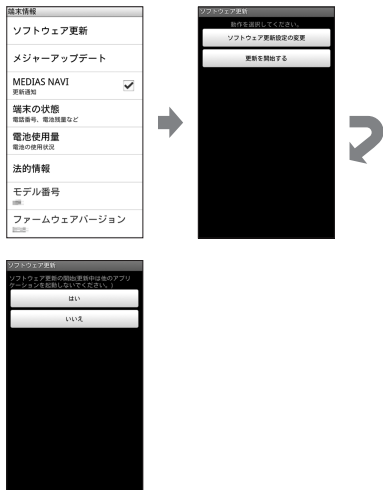 端末情報
ソフトウェア更新
メジャーアップデート
MEDIAS NAVI
更新通知
端末の状態
電話番号、電池残量など
電池使用量
電池の使用状況
法的情報
モデル番号
ファームウェアバージョン
ソフトウェア更新
動作を選択してください。
ソフトウェア更新設定の変更
更新を開始する
ソフトウェア更新
ソフトウェア更新の開始(更新中は他のアプリ
ケーションを起動しないでください。)
はい
いいえ